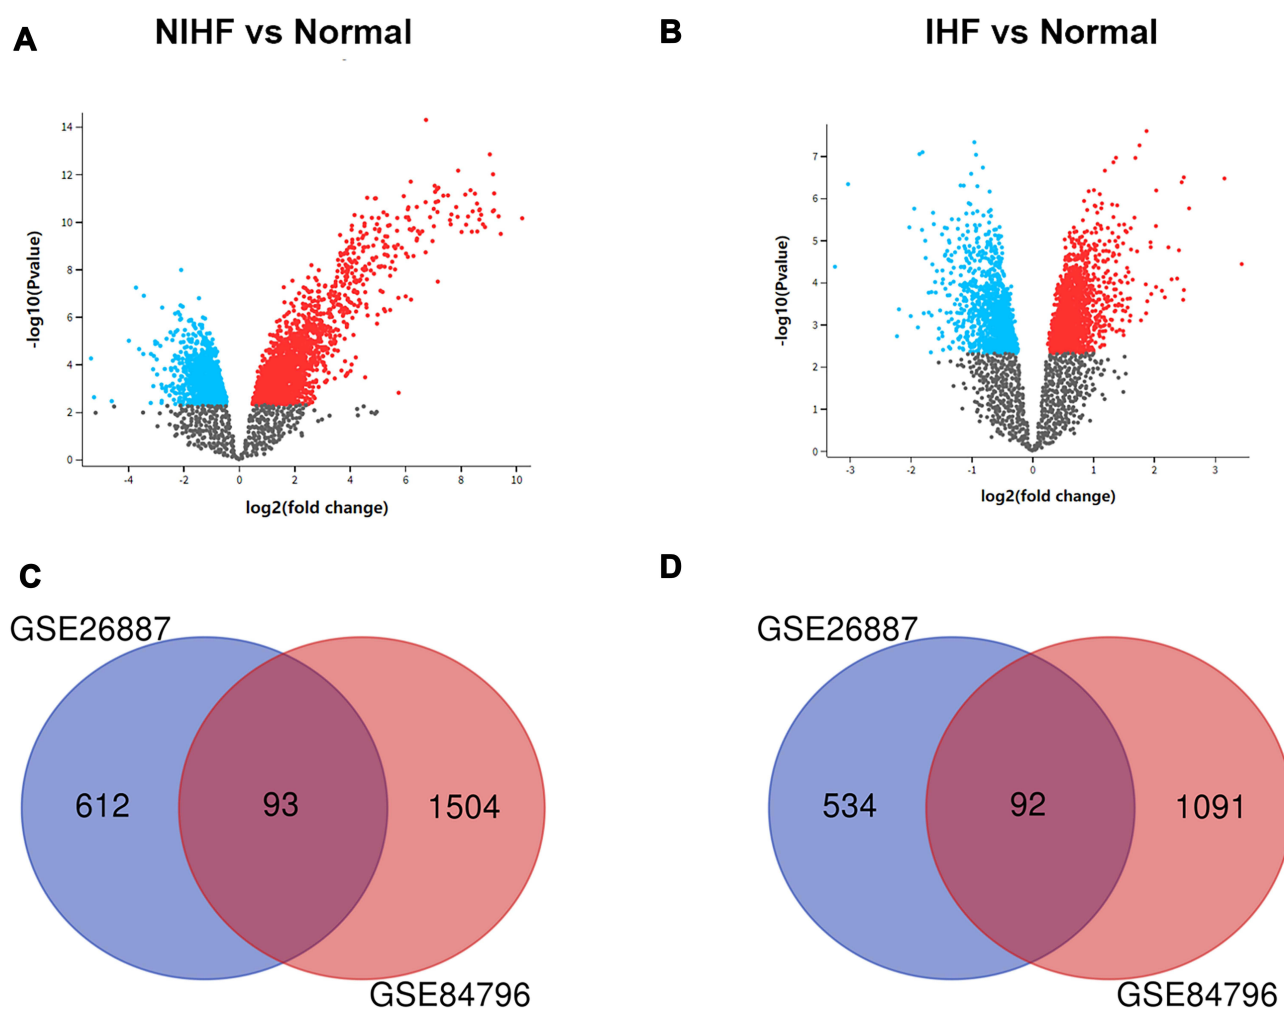 A
NIHF vs Normal
B
IHF vs Normal
14
12
10
8
6
4
2
0
-log10(Pvalue)
-4
-2
0
2
4
6
8
10
log2(fold change)
7
6
5
4
3
2
1
0
-log10(Pvalue)
-3
-2
-1
0
1
2
3
log2(fold change)
C
GSE26887
612
93
1504
GSE84796
D
GSE26887
534
92
1091
GSE84796